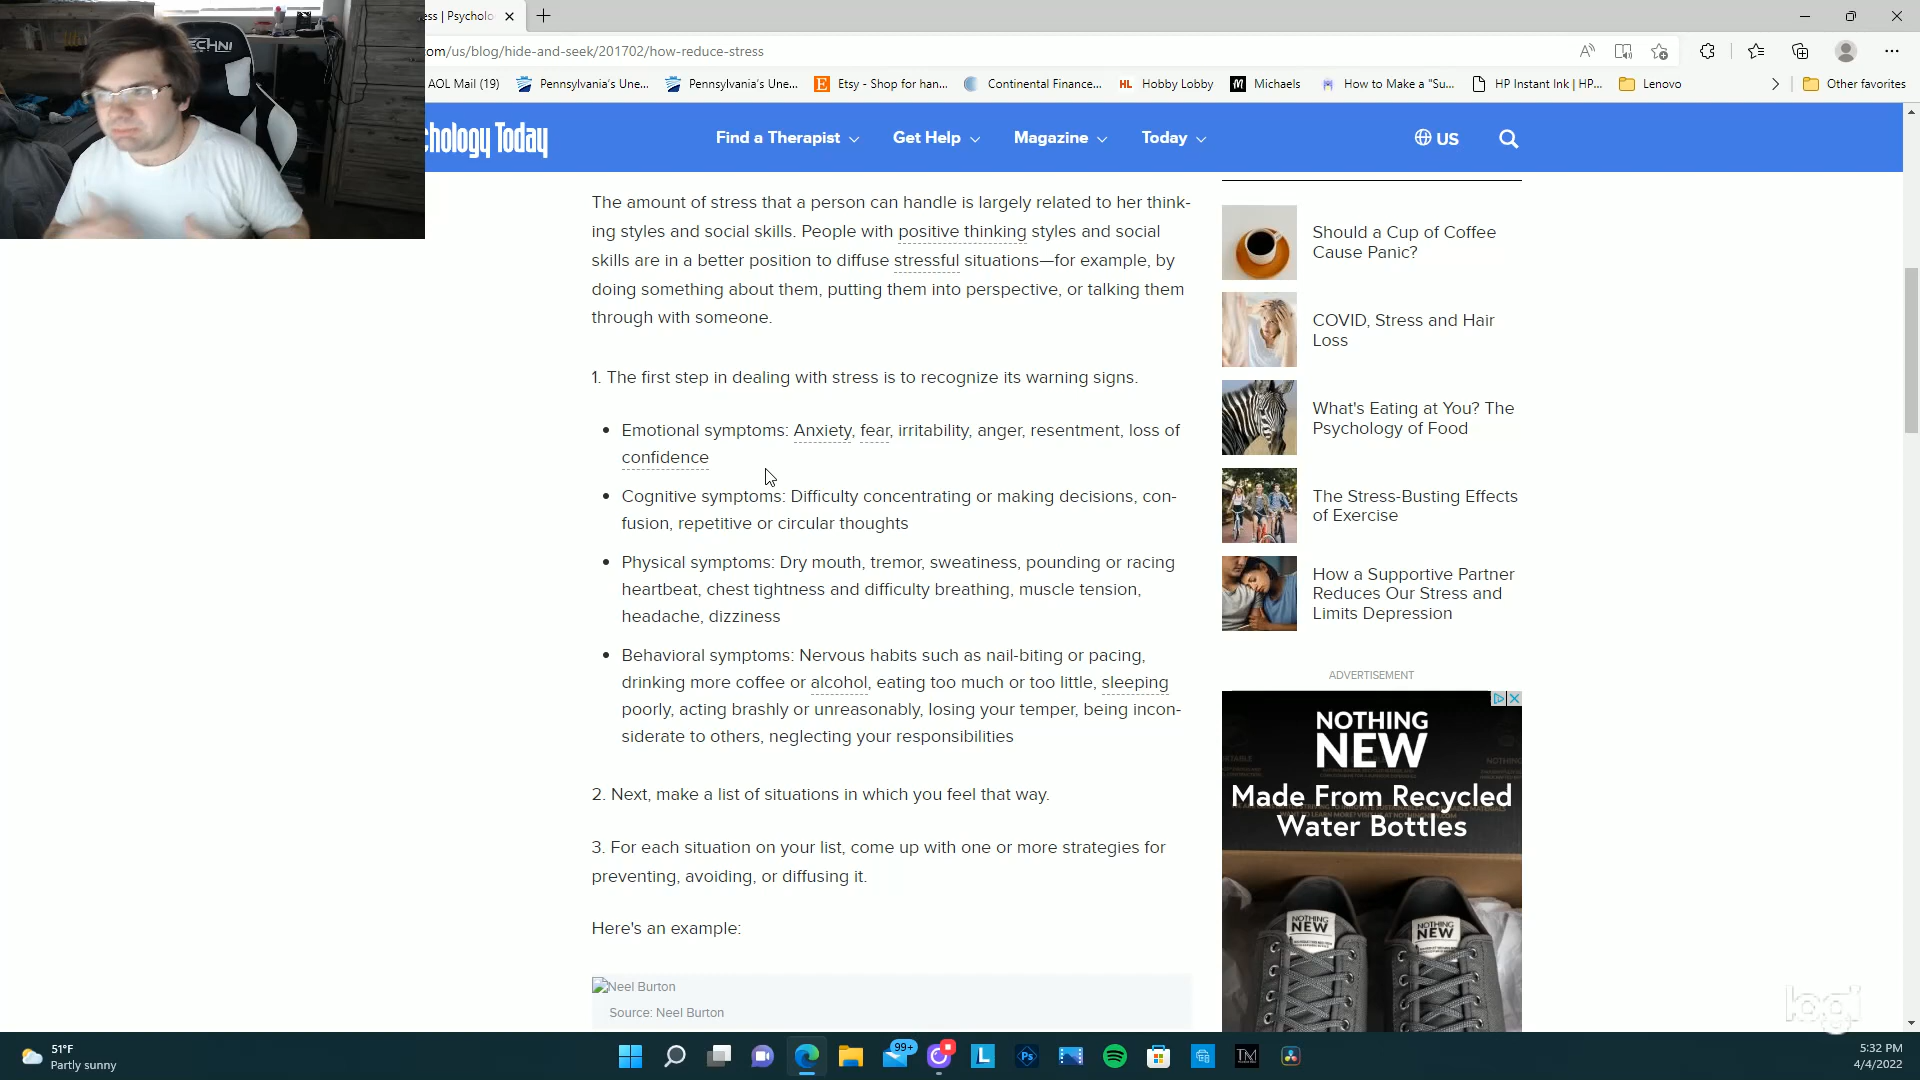 ess | Psycholo
TECHNI
om/us/blog/hide-and-seek/201702/how-reduce-stress
AOL Mail (19) Pennsylvania's Une... Pennsylvania's Une... Etsy - Shop for han... Continental Finance... HL Hobby Lobby Michaels How to Make a "Su... HP Instant Ink | HP... Lenovo Other favorites
chology Today Find a Therapist Get Help Magazine Today US
The amount of stress that a person can handle is largely related to her think-
ing styles and social skills. People with positive thinking styles and social
skills are in a better position to diffuse stressful situations—for example, by
doing something about them, putting them into perspective, or talking them
through with someone.
1. The first step in dealing with stress is to recognize its warning signs.
Emotional symptoms: Anxiety, fear, irritability, anger, resentment, loss of
confidence
Cognitive symptoms: Difficulty concentrating or making decisions, con-
fusion, repetitive or circular thoughts
Physical symptoms: Dry mouth, tremor, sweatiness, pounding or racing
heartbeat, chest tightness and difficulty breathing, muscle tension,
headache, dizziness
Behavioral symptoms: Nervous habits such as nail-biting or pacing,
drinking more coffee or alcohol, eating too much or too little, sleeping
poorly, acting brashly or unreasonably, losing your temper, being incon-
siderate to others, neglecting your responsibilities
2. Next, make a list of situations in which you feel that way.
3. For each situation on your list, come up with one or more strategies for
preventing, avoiding, or diffusing it.
Here's an example:
Neel Burton
Source: Neel Burton
Should a Cup of Coffee
Cause Panic?
COVID, Stress and Hair
Loss
What's Eating at You? The
Psychology of Food
The Stress-Busting Effects
of Exercise
How a Supportive Partner
Reduces Our Stress and
Limits Depression
ADVERTISEMENT
NOTHING
NEW
Made From Recycled
Water Bottles
NOTHING
NEW
NOTHING
NEW
logi
51°F
Partly sunny
99+
L
Ps
TM
5:32 PM
4/4/2022